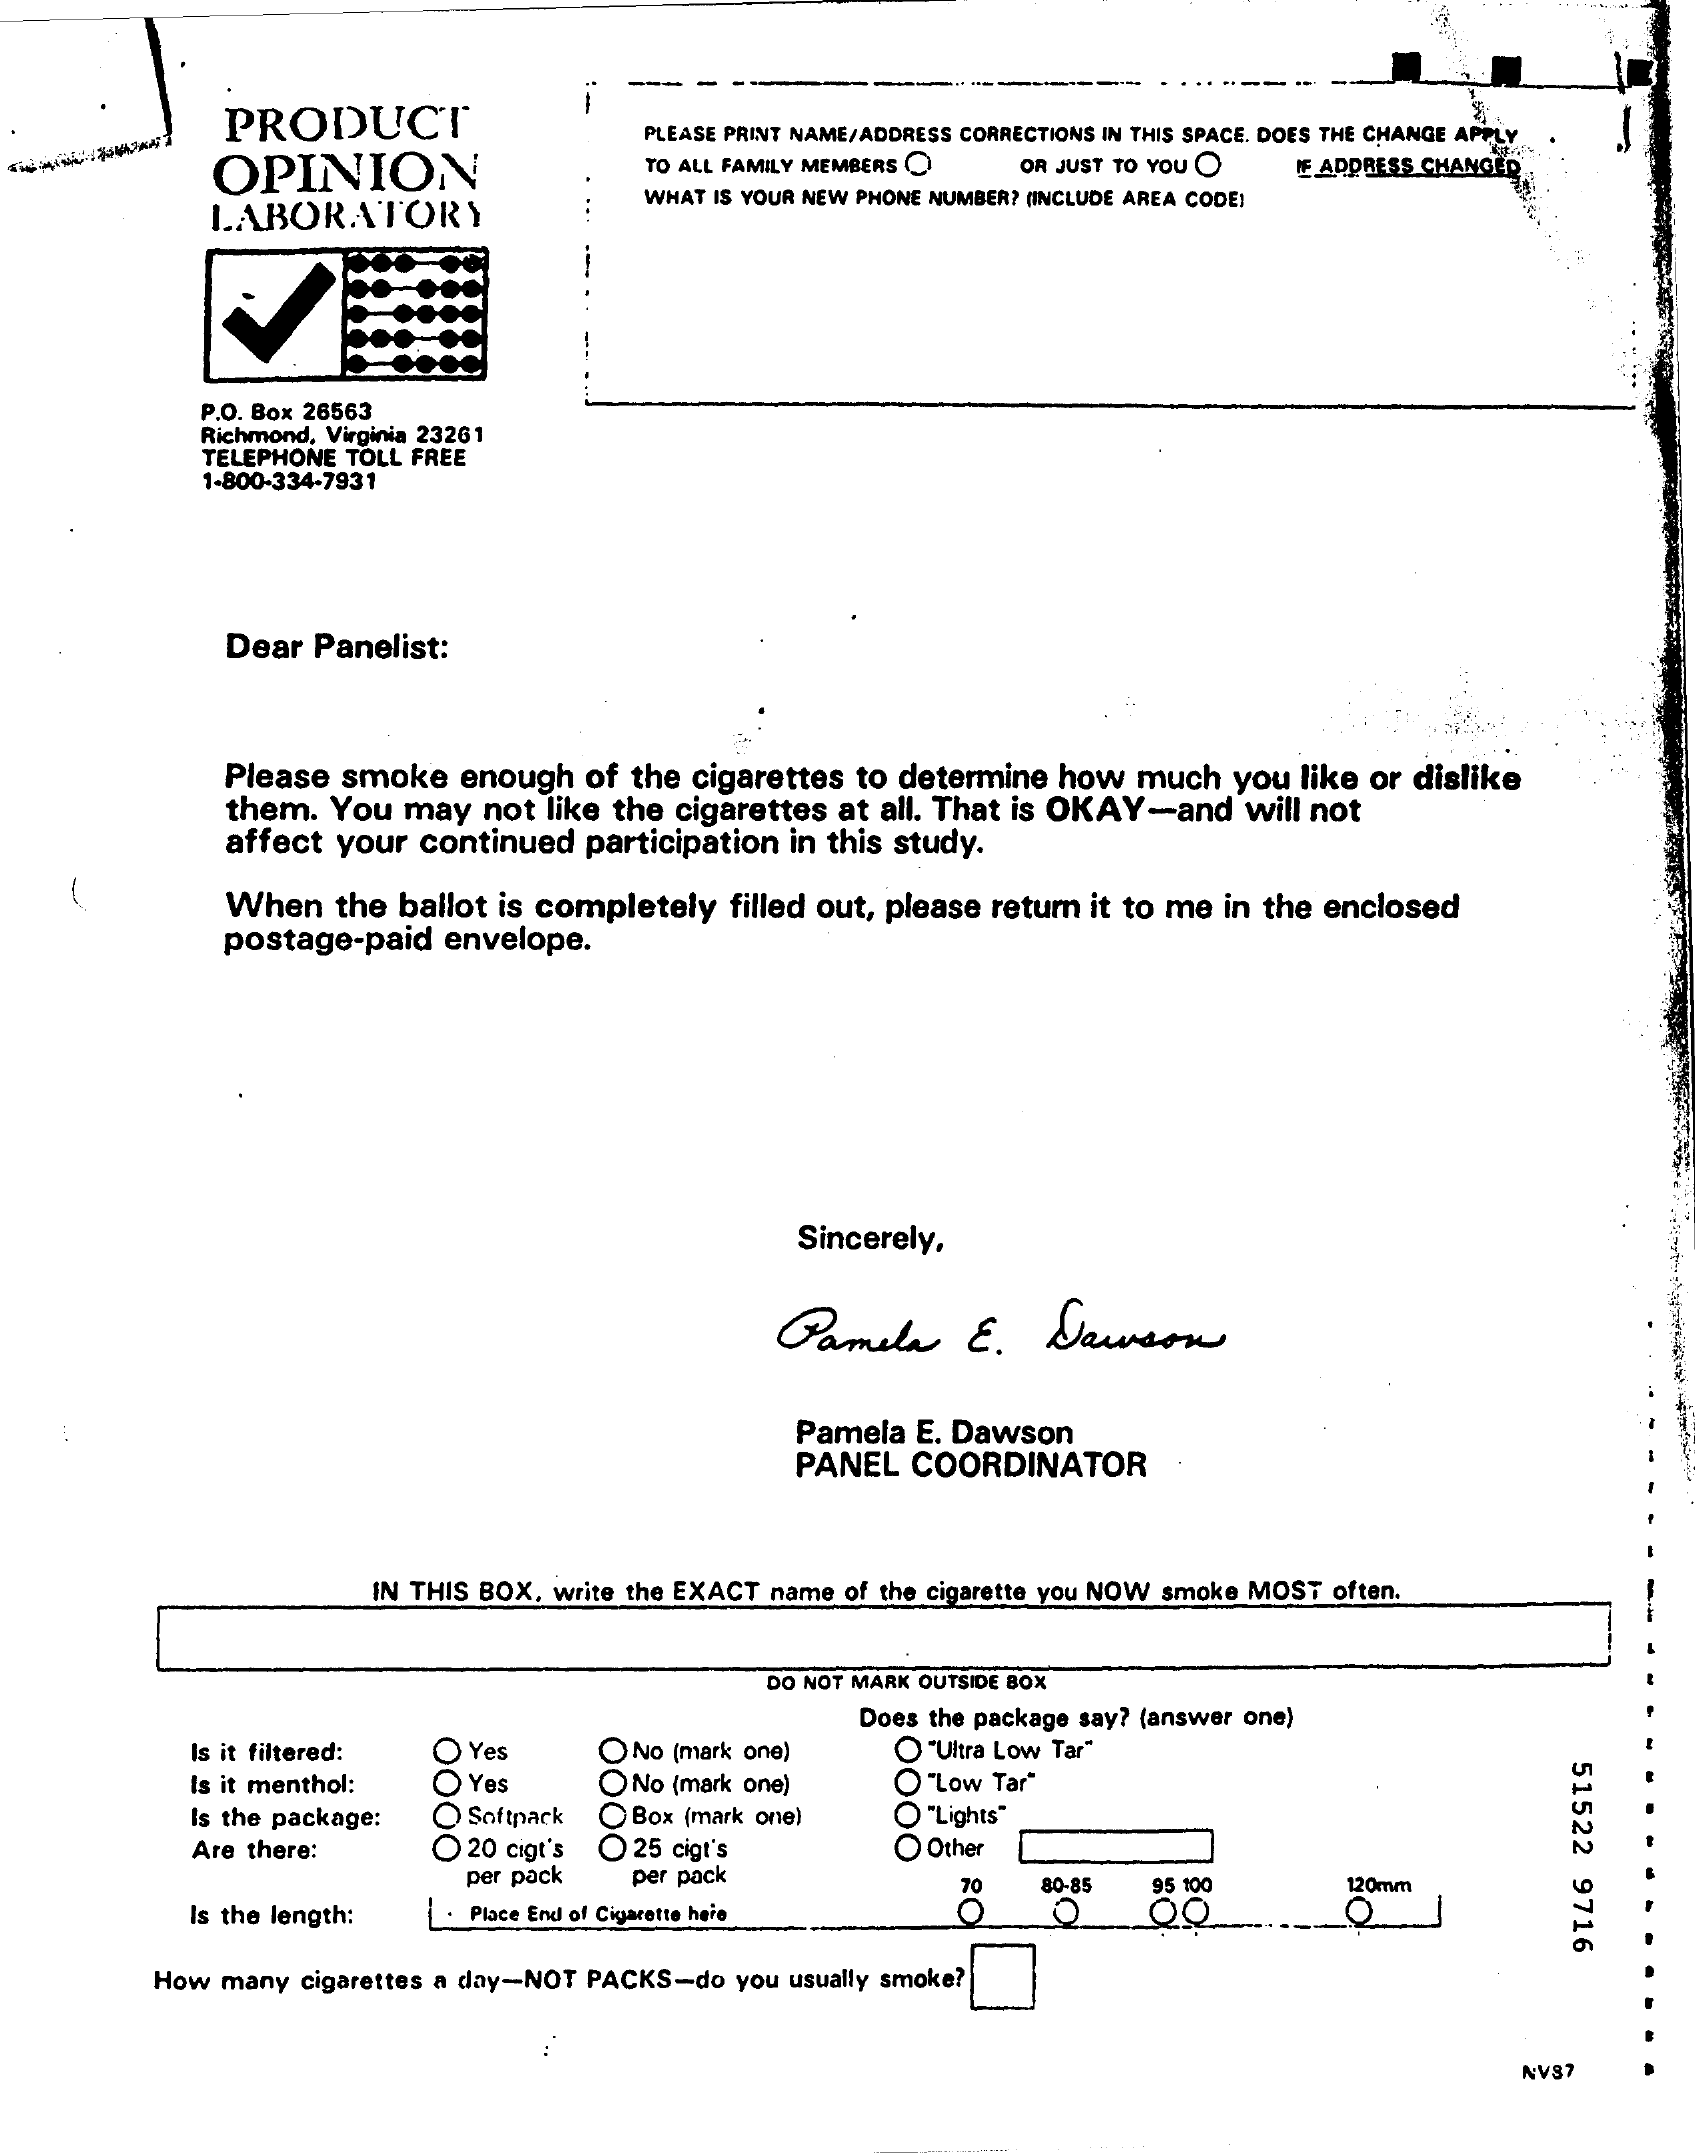 PRODUCT
OPINION
LABORATORY
P.O. Box 26563
Richmond, Virginia 23261
TELEPHONE TOLL FREE
1-800-334-7931
PLEASE PRINT NAME/ADDRESS CORRECTIONS IN THIS SPACE. DOES THE CHANGE APPLY
TO ALL FAMILY MEMBERS OR JUST TO YOU IF ADDRESS CHANGED
WHAT IS YOUR NEW PHONE NUMBER? (INCLUDE AREA CODE)
Dear Panelist:
Please smoke enough of the cigarettes to determine how much you like or dislike
them. You may not like the cigarettes at all. That is OKAY—and will not
affect your continued participation in this study.
When the ballot is completely filled out, please return it to me in the enclosed
postage-paid envelope.
Sincerely,
Pamela E. Dawson
Pamela E. Dawson
PANEL COORDINATOR
IN THIS BOX, write the EXACT name of the cigarette you NOW smoke MOST often.
DO NOT MARK OUTSIDE BOX
Does the package say? (answer one)
Is it filtered: Yes No (mark one) "Ultra Low Tar"
Is it menthol: Yes No (mark one) "Low Tar"
Is the package: Softpack Box (mark one) "Lights"
Are there: 20 cigt's 25 cigt's Other
per pack per pack
70 80-85 95 100 120mm
Is the length: Place End of Cigarette here
How many cigarettes a day—NOT PACKS—do you usually smoke?
51522 9716
NV87